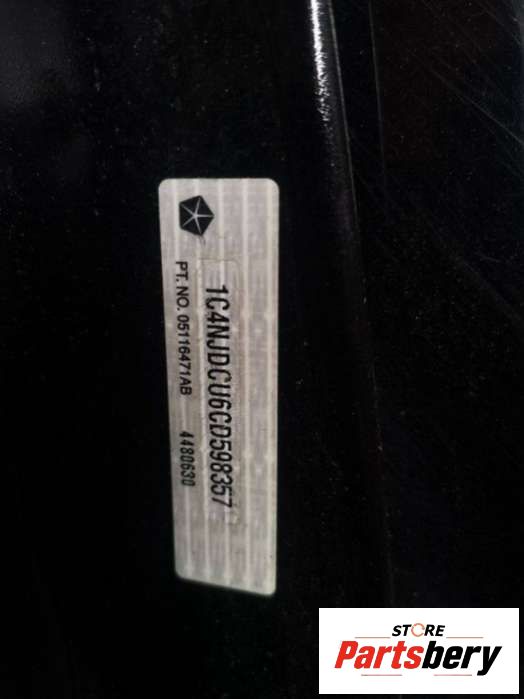 1C4NJDCU6CD598357
PT. NO. 05116471AB 4480630
STORE
Partsbery